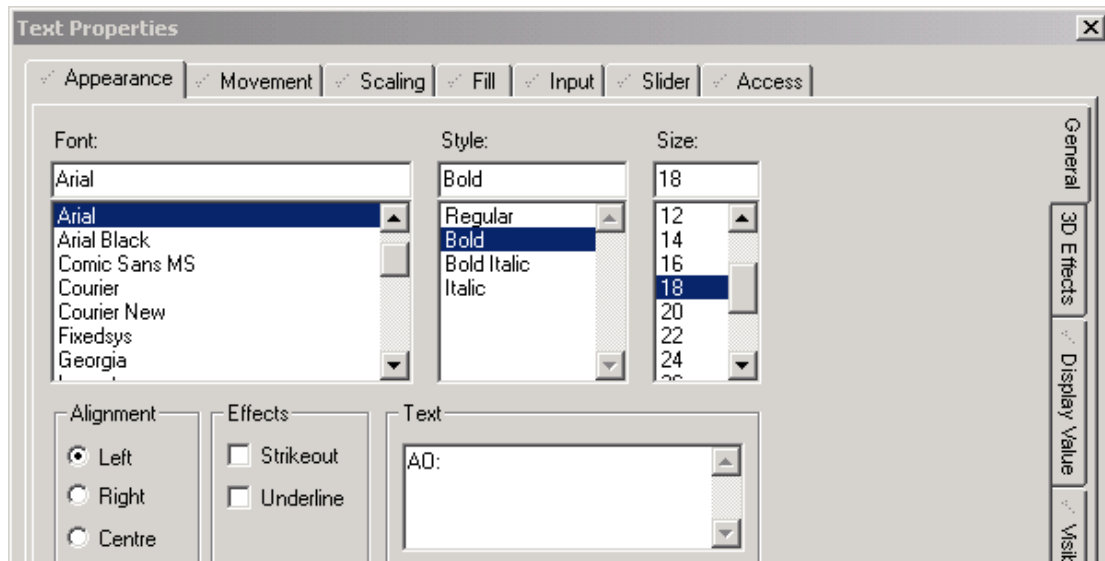 Text Properties
Appearance Movement Scaling Fill Input Slider Access
Font: Style: Size:
Arial Bold 18
Arial Regular 12
Arial Black Bold 14
Comic Sans MS Bold Italic 16
Courier Italic 18
Courier New 20
Fixedsys 22
Georgia 24
Alignment Effects Text
Left Strikeout AO:
Right Underline
Centre
General
3D Effects
Display Value